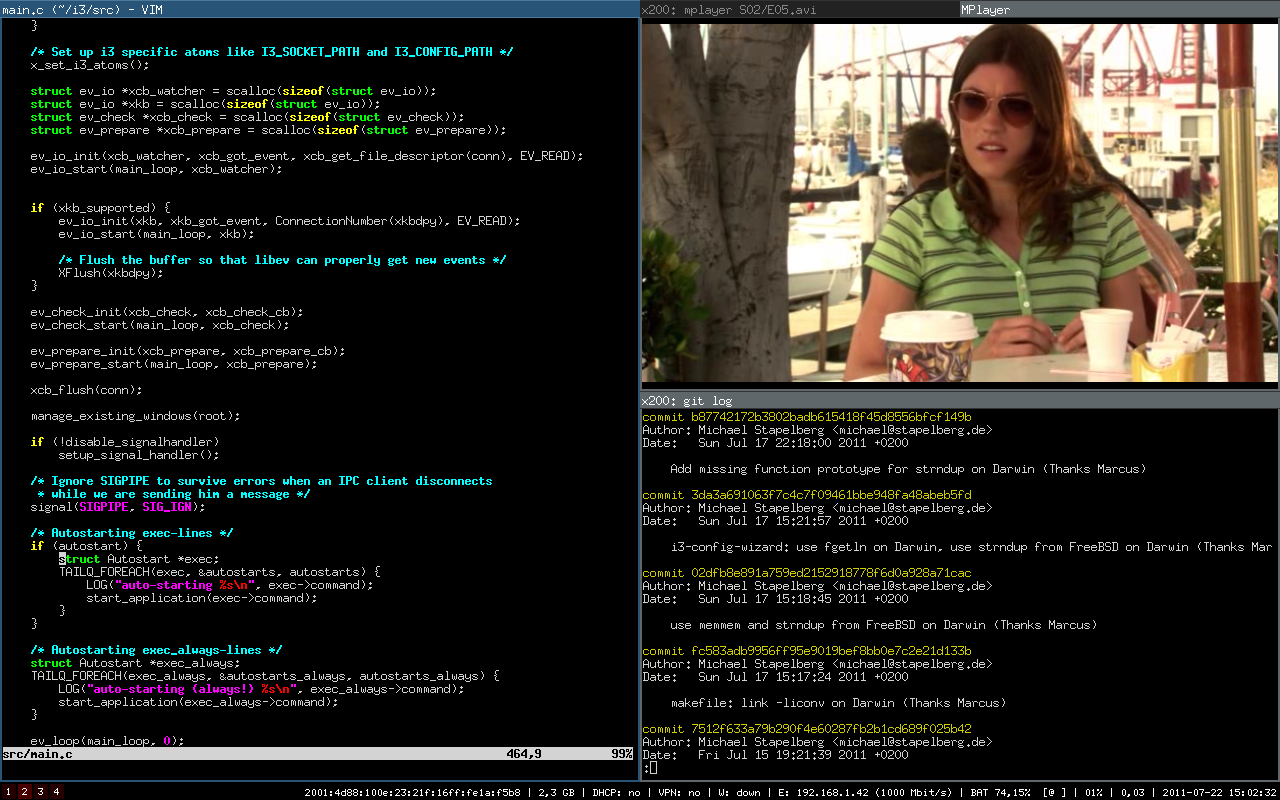 main.c (~/i3/src) - VIM
}
/* Set up i3 specific atoms like I3_SOCKET_PATH and I3_CONFIG_PATH */
x_set_i3_atoms();
struct ev_io *xcb_watcher = scalloc(sizeof(struct ev_io));
struct ev_io *xkb = scalloc(sizeof(struct ev_io));
struct ev_check *xcb_check = scalloc(sizeof(struct ev_check));
struct ev_prepare *xcb_prepare = scalloc(sizeof(struct ev_prepare));
ev_io_init(xcb_watcher, xcb_got_event, xcb_get_file_descriptor(conn), EV_READ);
ev_io_start(main_loop, xcb_watcher);
if (xkb_supported) {
ev_io_init(xkb, xkb_got_event, ConnectionNumber(xkbdpy), EV_READ);
ev_io_start(main_loop, xkb);
/* Flush the buffer so that libev can properly get new events */
XFlush(xkbdpy);
}
ev_check_init(xcb_check, xcb_check_cb);
ev_check_start(main_loop, xcb_check);
ev_prepare_init(xcb_prepare, xcb_prepare_cb);
ev_prepare_start(main_loop, xcb_prepare);
xcb_flush(conn);
manage_existing_windows(root);
if (!disable_signalhandler)
setup_signal_handler();
/* Ignore SIGPIPE to survive errors when an IPC client disconnects
* while we are sending him a message */
signal(SIGPIPE, SIG_IGN);
/* Autostarting exec-lines */
if (autostart) {
struct Autostart *exec;
TAILQ_FOREACH(exec, &autostarts, autostarts) {
LOG("auto-starting %s\n", exec->command);
start_application(exec->command);
}
}
/* Autostarting exec_always-lines */
struct Autostart *exec_always;
TAILQ_FOREACH(exec_always, &autostarts_always, autostarts_always) {
LOG("auto-starting (always!) %s\n", exec_always->command);
start_application(exec_always->command);
}
ev_loop(main_loop, 0);
src/main.c 464,9 99%
x200: mplayer S02/E05.avi
MPlayer
x200: git log
commit b87742172b3802badb615418f45d8556bfcf149b
Author: Michael Stapelberg <michael@stapelberg.de>
Date: Sun Jul 17 22:18:00 2011 +0200
Add missing function prototype for strndup on Darwin (Thanks Marcus)
commit 3da3a691063f7c4c7f09461bbe948fa48abeb5fd
Author: Michael Stapelberg <michael@stapelberg.de>
Date: Sun Jul 17 15:21:57 2011 +0200
i3-config-wizard: use fgetln on Darwin, use strndup from FreeBSD on Darwin (Thanks Mar
commit 02dfb8e891a759ed2152918778f6d0a928a71cac
Author: Michael Stapelberg <michael@stapelberg.de>
Date: Sun Jul 17 15:18:45 2011 +0200
use memmem and strndup from FreeBSD on Darwin (Thanks Marcus)
commit fc583adb9956ff95e9019bef8bb0e7c2e21d133b
Author: Michael Stapelberg <michael@stapelberg.de>
Date: Sun Jul 17 15:17:24 2011 +0200
makefile: link -liconv on Darwin (Thanks Marcus)
commit 7512f633a79b290f4e60287fb2b1cd689f025b42
Author: Michael Stapelberg <michael@stapelberg.de>
Date: Fri Jul 15 19:21:39 2011 +0200
:
1 2 3 4
2001:4d88:100e:23:21f:16ff:fe1a:f5b8 | 2,3 GB | DHCP: no | VPN: no | W: down | E: 192.168.1.42 (1000 Mbit/s) | BAT 74,15% [@ ] | 01% | 0,03 | 2011-07-22 15:02:32